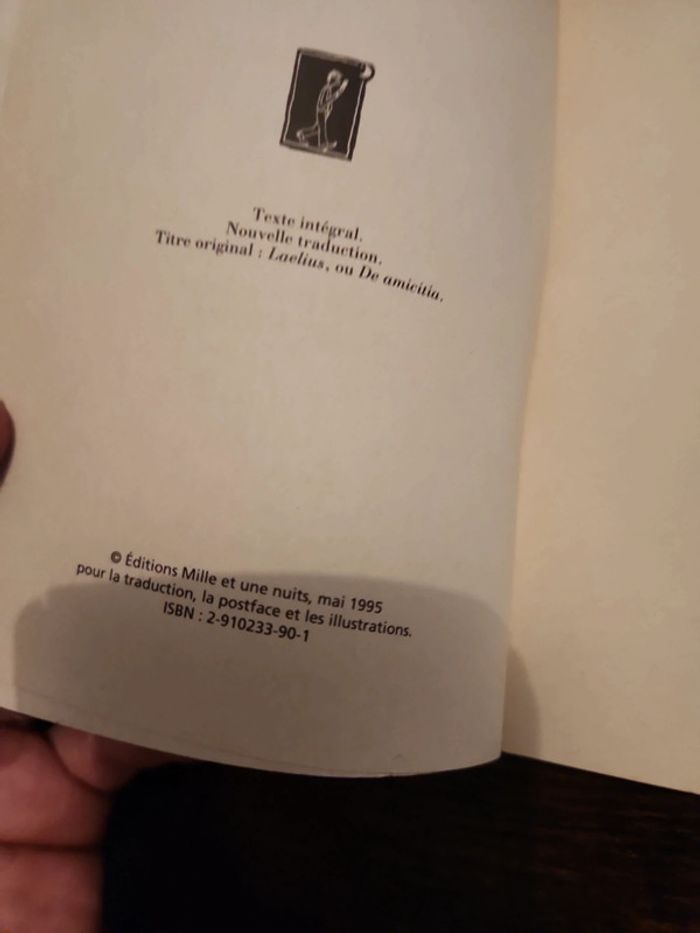 Texte intégral.
Nouvelle traduction.
Titre original : Laelius, ou De amicitia.
© Éditions Mille et une nuits, mai 1995
pour la traduction, la postface et les illustrations.
ISBN : 2-910233-90-1